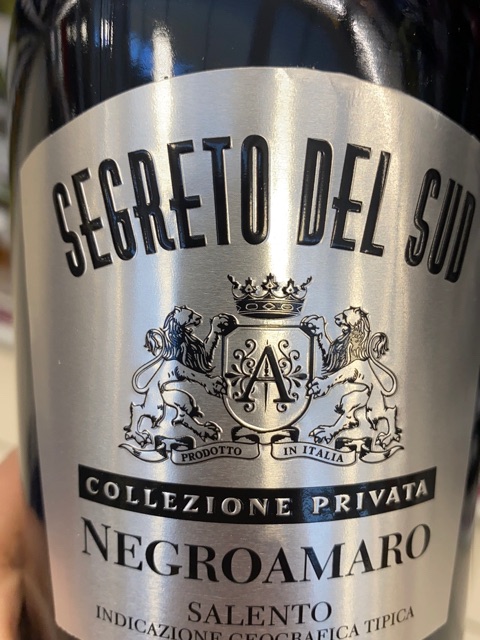 SEGRETO DEL SUD
A
PRODOTTO IN ITALIA
COLLEZIONE PRIVATA
NEGROAMARO
SALENTO
INDICAZIONE GEOGRAFICA TIPICA